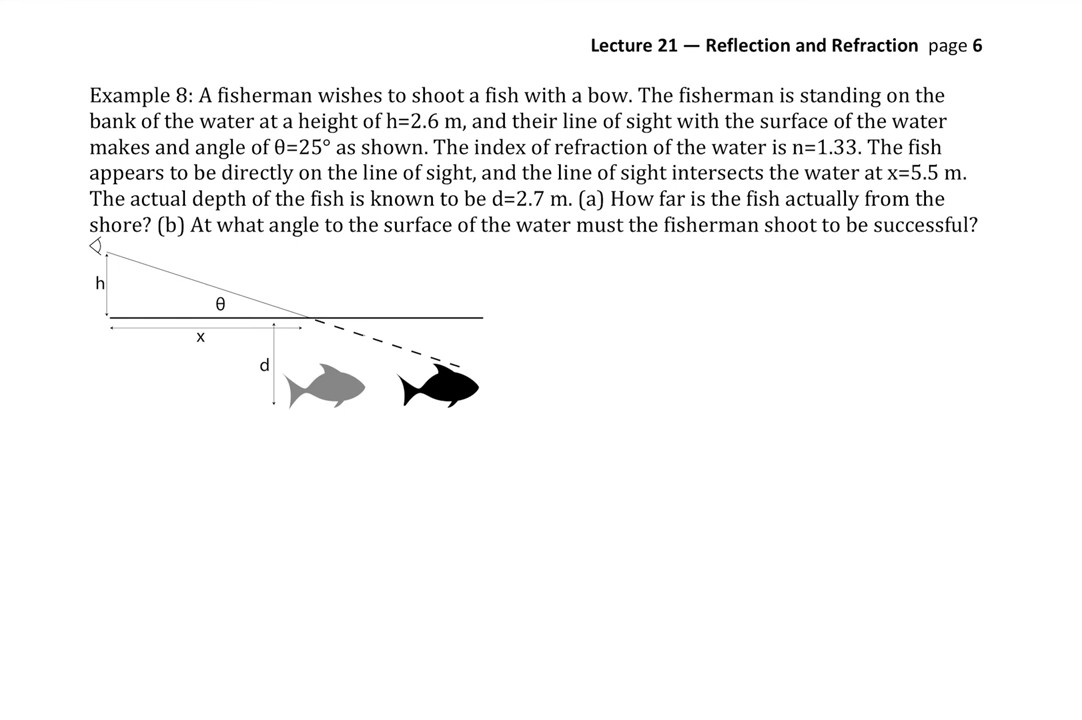 Lecture 21 — Reflection and Refraction page 6
Example 8: A fisherman wishes to shoot a fish with a bow. The fisherman is standing on the
bank of the water at a height of h=2.6 m, and their line of sight with the surface of the water
makes and angle of θ=25° as shown. The index of refraction of the water is n=1.33. The fish
appears to be directly on the line of sight, and the line of sight intersects the water at x=5.5 m.
The actual depth of the fish is known to be d=2.7 m. (a) How far is the fish actually from the
shore? (b) At what angle to the surface of the water must the fisherman shoot to be successful?
h
θ
x
d